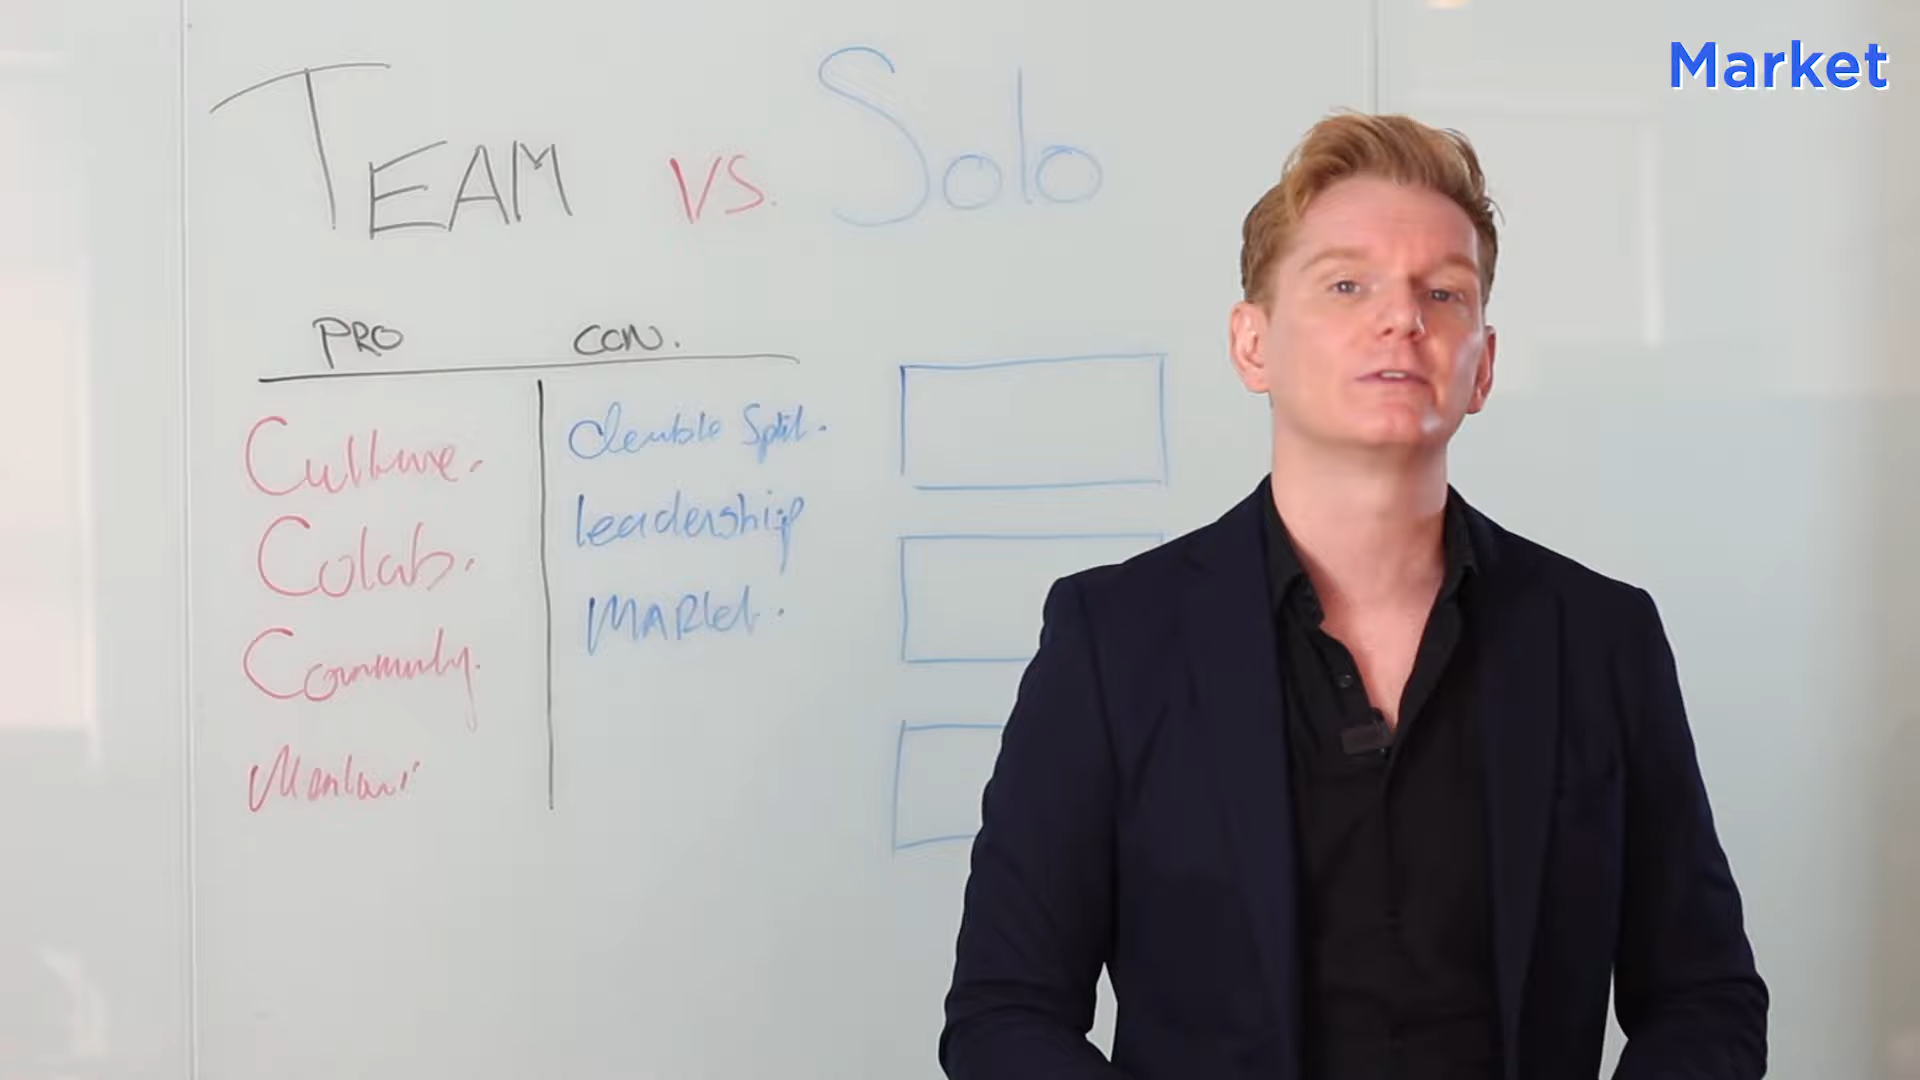 Market
TEAM vs. Solo
PRO CON.
Culture.
Colab.
Community.
double Split.
leadership
MARket.